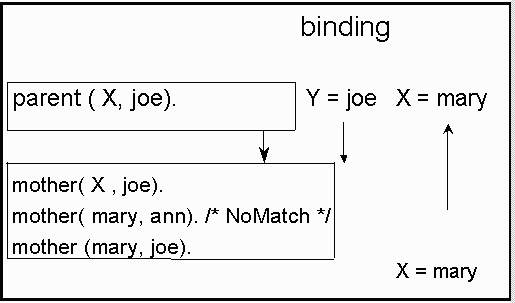 binding
parent ( X, joe). Y = joe X = mary
mother( X , joe).
mother( mary, ann). /* NoMatch */
mother (mary, joe).
X = mary